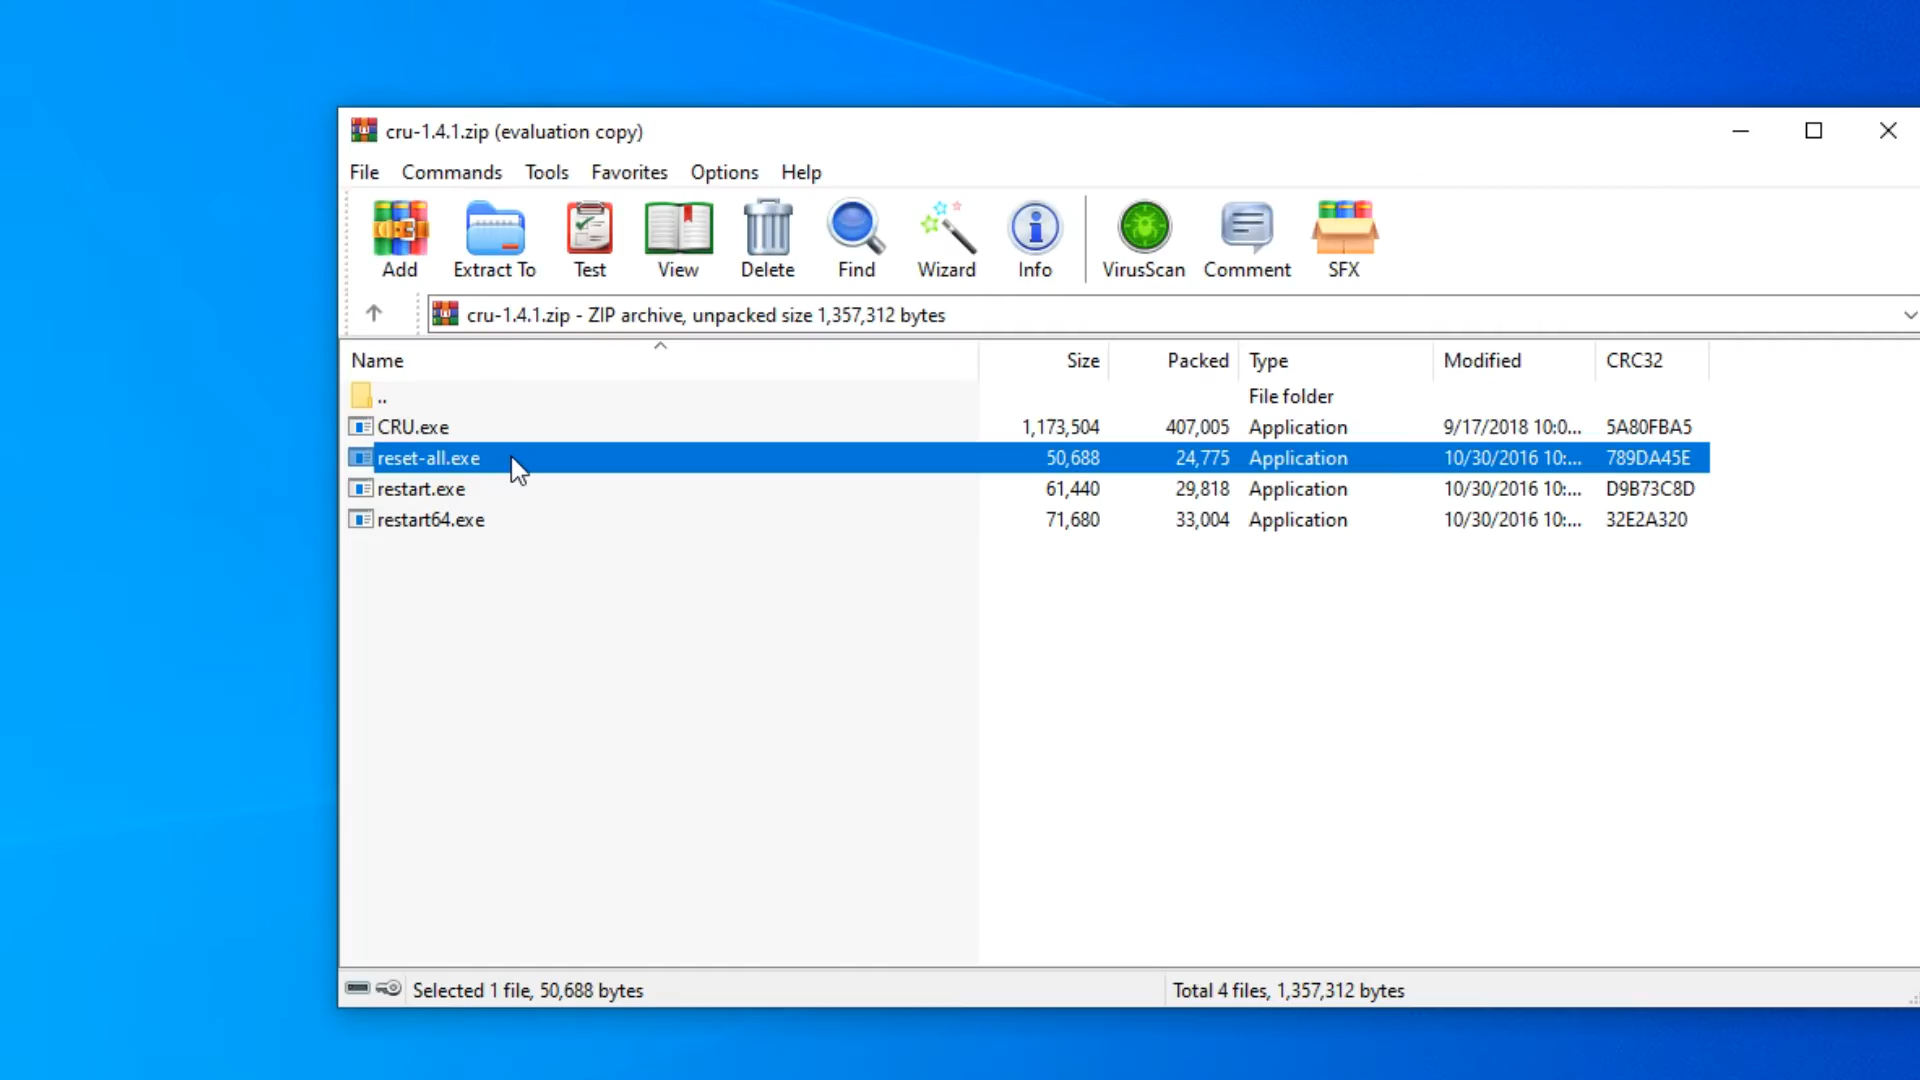 cru-1.4.1.zip (evaluation copy)
File Commands Tools Favorites Options Help
Add Extract To Test View Delete Find Wizard Info VirusScan Comment SFX
cru-1.4.1.zip - ZIP archive, unpacked size 1,357,312 bytes
Name Size Packed Type Modified CRC32
.. File folder
CRU.exe 1,173,504 407,005 Application 9/17/2018 10:0... 5A80FBA5
reset-all.exe 50,688 24,775 Application 10/30/2016 10:... 789DA45E
restart.exe 61,440 29,818 Application 10/30/2016 10:... D9B73C8D
restart64.exe 71,680 33,004 Application 10/30/2016 10:... 32E2A320
Selected 1 file, 50,688 bytes Total 4 files, 1,357,312 bytes